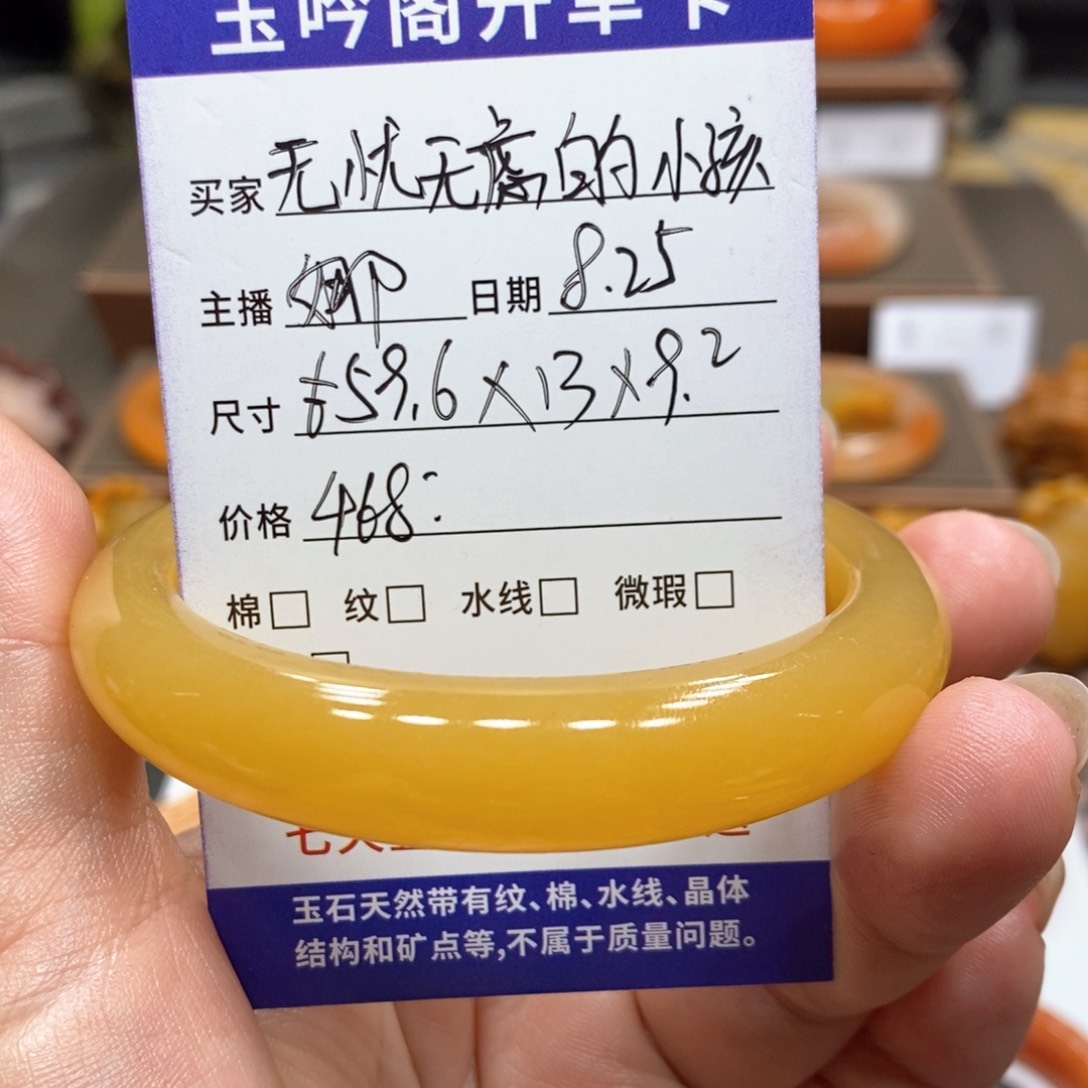 玉吟阁开单卡
买家 无忧无虑的小孩
主播 娜 日期 8.25
尺寸 59.6×13×9.2
价格 468:
棉□ 纹□ 水线□ 微瑕□
玉石天然带有纹、棉、水线、晶体
结构和矿点等,不属于质量问题。